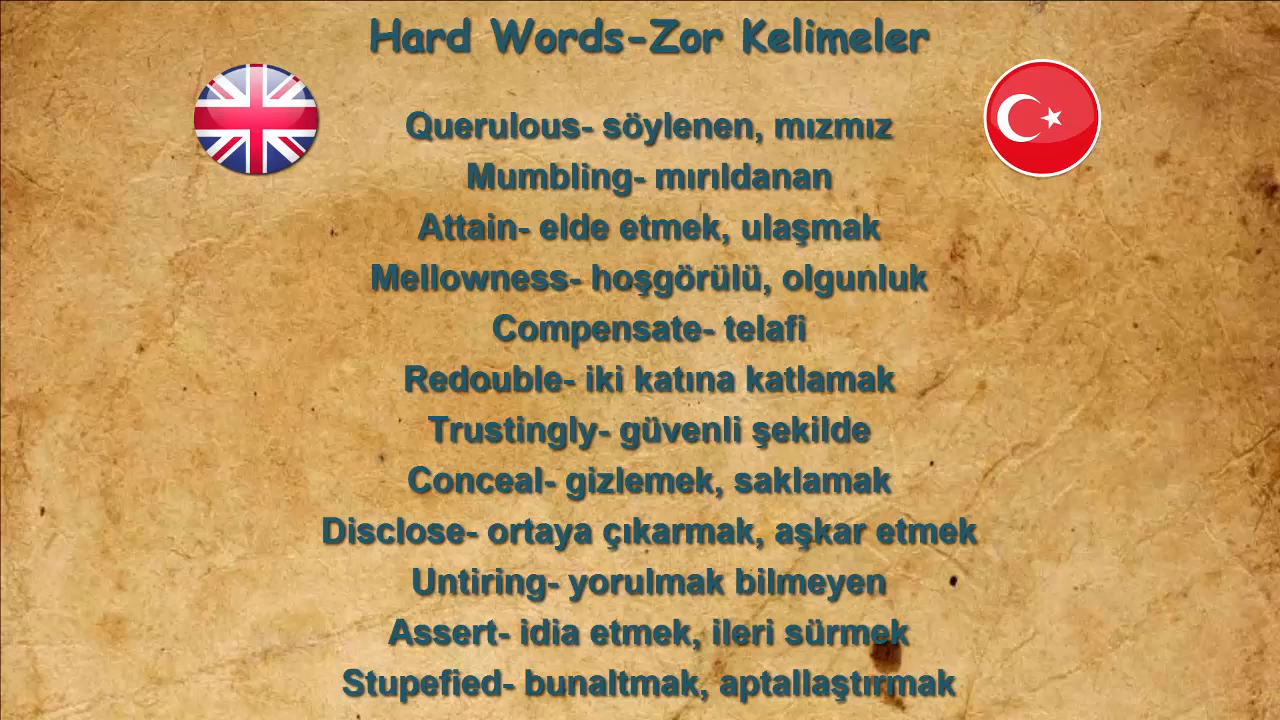 Hard Words-Zor Kelimeler
Querulous- söylenen, mızmız
Mumbling- mırıldanan
Attain- elde etmek, ulaşmak
Mellowness- hoşgörülü, olgunluk
Compensate- telafi
Redouble- iki katına katlamak
Trustingly- güvenli şekilde
Conceal- gizlemek, saklamak
Disclose- ortaya çıkarmak, aşkar etmek
Untiring- yorulmak bilmeyen
Assert- idia etmek, ileri sürmek
Stupefied- bunaltmak, aptallaştırmak